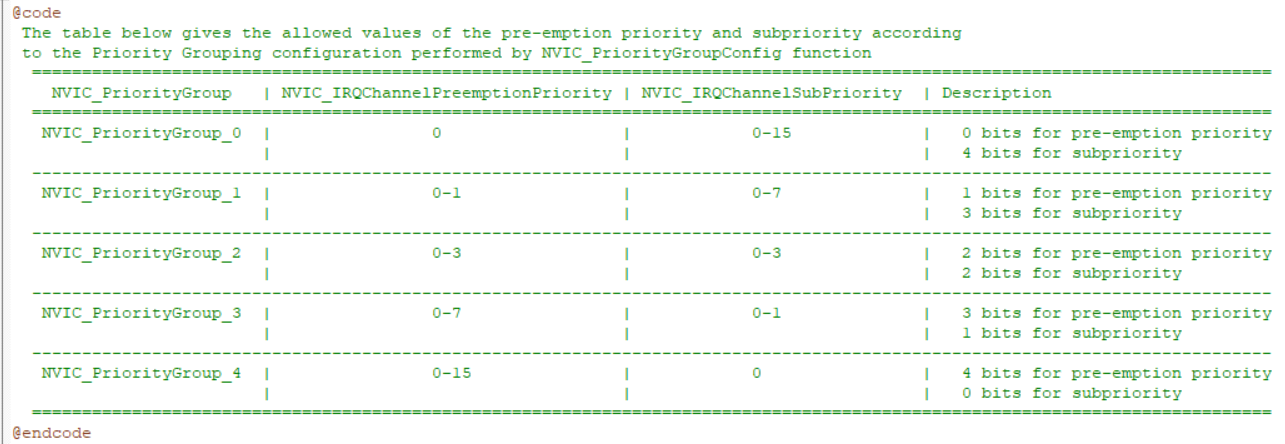 @code
The table below gives the allowed values of the pre-emption priority and subpriority according
to the Priority Grouping configuration performed by NVIC_PriorityGroupConfig function
============================================================================================================================
NVIC_PriorityGroup | NVIC_IRQChannelPreemptionPriority | NVIC_IRQChannelSubPriority | Description
============================================================================================================================
NVIC_PriorityGroup_0 | 0 | 0-15 | 0 bits for pre-emption priority
| | | 4 bits for subpriority
----------------------------------------------------------------------------------------------------------------------------
NVIC_PriorityGroup_1 | 0-1 | 0-7 | 1 bits for pre-emption priority
| | | 3 bits for subpriority
----------------------------------------------------------------------------------------------------------------------------
NVIC_PriorityGroup_2 | 0-3 | 0-3 | 2 bits for pre-emption priority
| | | 2 bits for subpriority
----------------------------------------------------------------------------------------------------------------------------
NVIC_PriorityGroup_3 | 0-7 | 0-1 | 3 bits for pre-emption priority
| | | 1 bits for subpriority
----------------------------------------------------------------------------------------------------------------------------
NVIC_PriorityGroup_4 | 0-15 | 0 | 4 bits for pre-emption priority
| | | 0 bits for subpriority
============================================================================================================================
@endcode